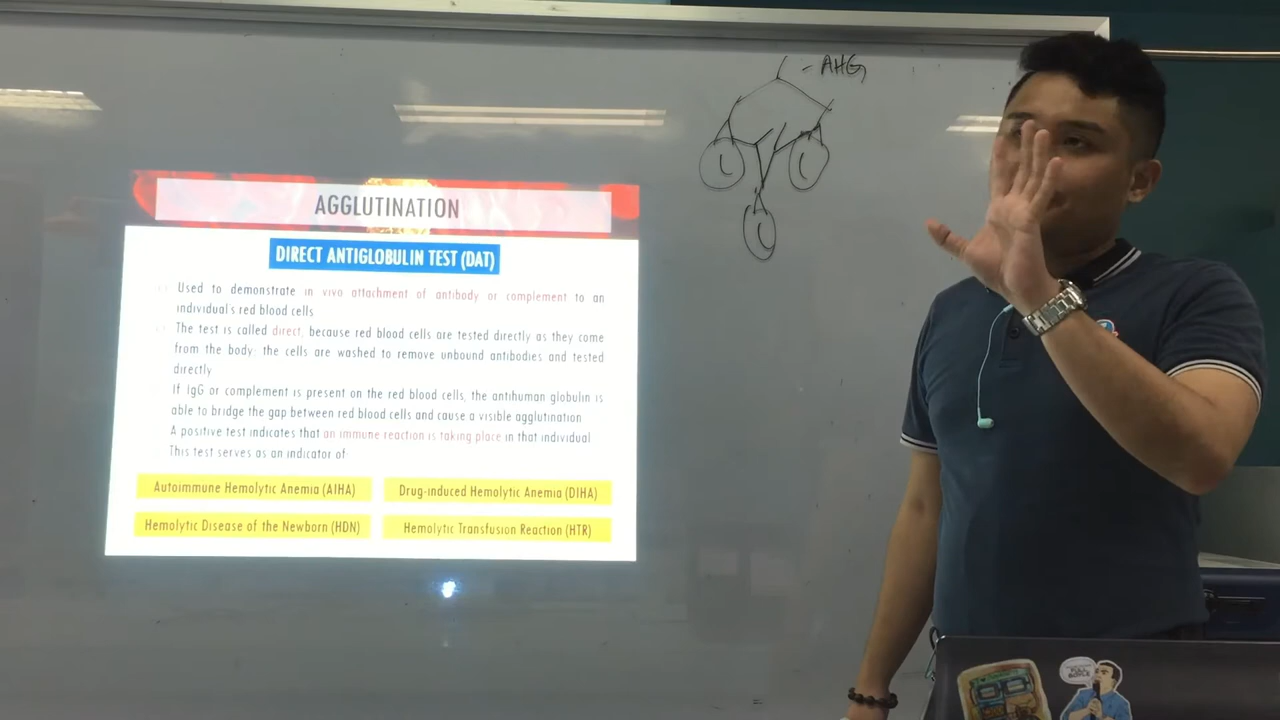 AHG
AGGLUTINATION
DIRECT ANTIGLOBULIN TEST (DAT)
Used to demonstrate in vivo attachment of antibody or complement to an
individual's red blood cells
The test is called direct, because red blood cells are tested directly as they come
from the body; the cells are washed to remove unbound antibodies and tested
directly
If IgG or complement is present on the red blood cells, the antihuman globulin is
able to bridge the gap between red blood cells and cause a visible agglutination
A positive test indicates that an immune reaction is taking place in that individual
This test serves as an indicator of:
Autoimmune Hemolytic Anemia (AIHA)
Drug-induced Hemolytic Anemia (DIHA)
Hemolytic Disease of the Newborn (HDN)
Hemolytic Transfusion Reaction (HTR)